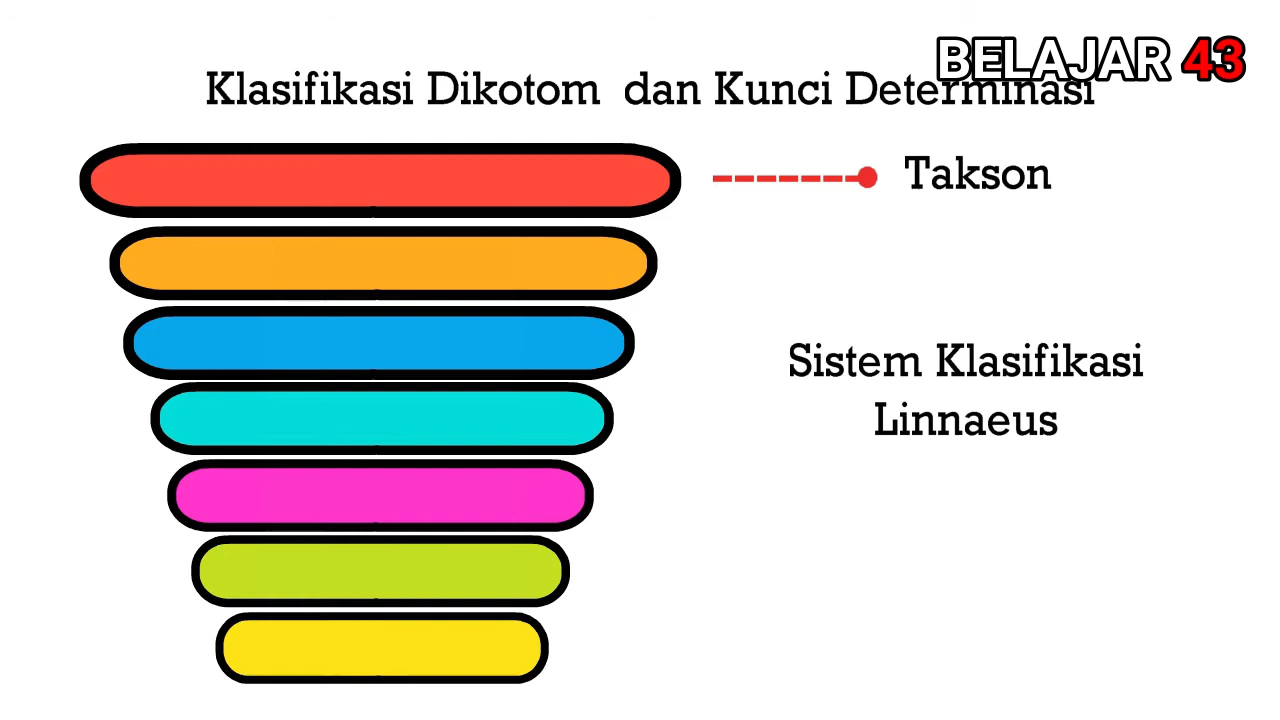 BELAJAR 43
Klasifikasi Dikotom dan Kunci Determinasi
Takson
Sistem Klasifikasi
Linnaeus